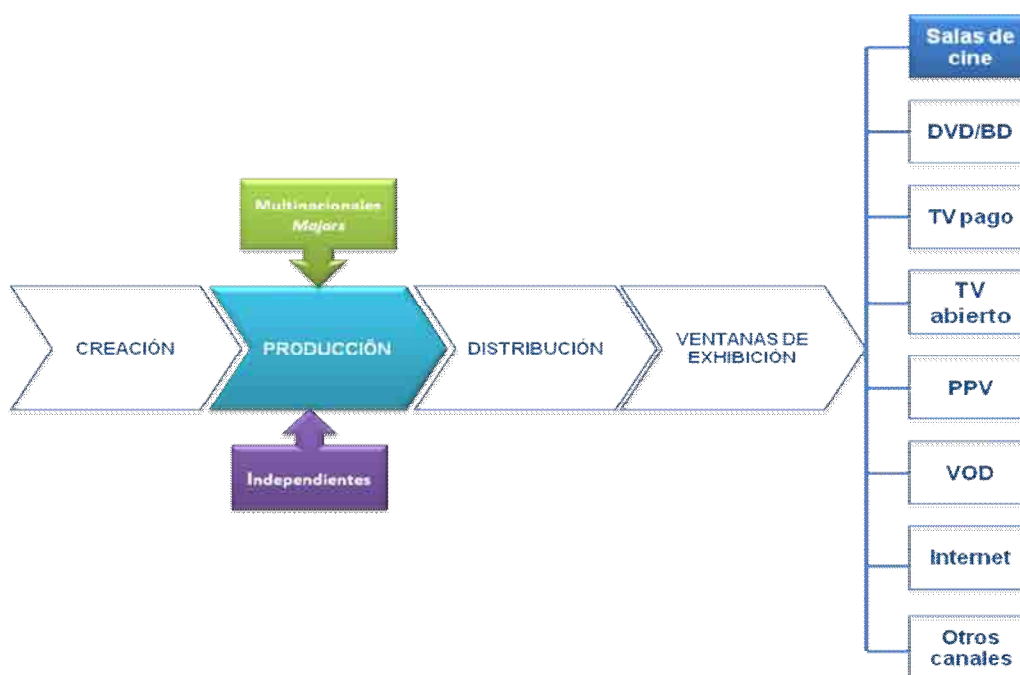 Salas de
cine
DVD/BD
Multinacionales
Majors
TV pago
TV
abierto
CREACIÓN
PRODUCCIÓN
DISTRIBUCIÓN
VENTANAS DE
EXHIBICIÓN
PPV
Independientes
VOD
Internet
Otros
canales